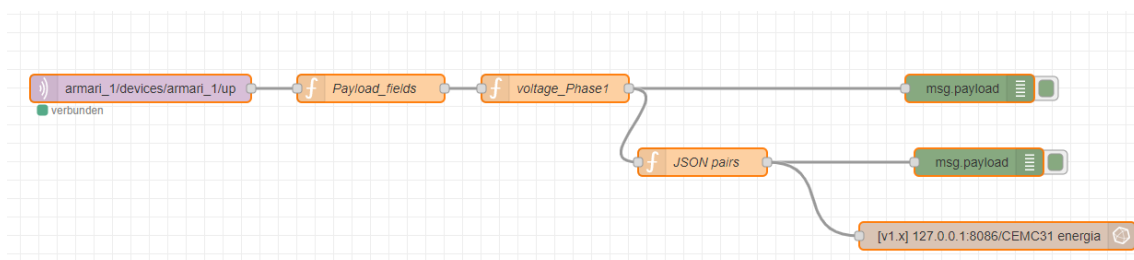 armari_1/devices/armari_1/up
Payload_fields
voltage_Phase1
msg.payload
verbunden
JSON pairs
msg.payload
[v1.x] 127.0.0.1:8086/CEMC31 energia